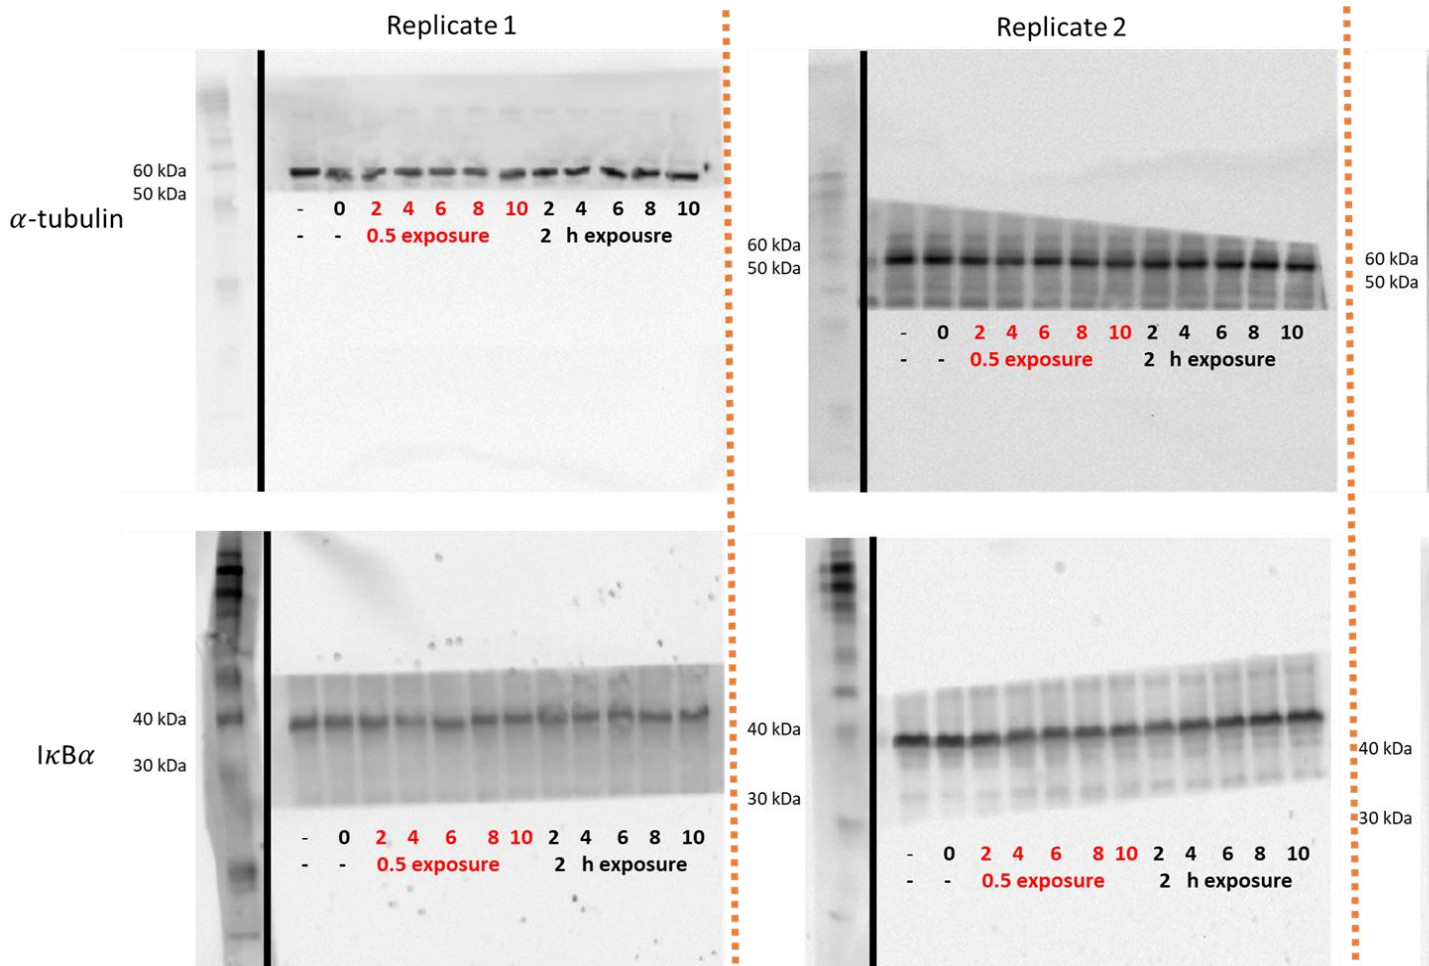 Replicate 1
Replicate 2
α-tubulin
60 kDa
50 kDa
- 0 2 4 6 8 10 2 4 6 8 10
- - 0.5 exposure 2 h expousre
60 kDa
50 kDa
- 0 2 4 6 8 10 2 4 6 8 10
- - 0.5 exposure 2 h exposure
60 kDa
50 kDa
IκBα
40 kDa
30 kDa
- 0 2 4 6 8 10 2 4 6 8 10
- - 0.5 exposure 2 h exposure
40 kDa
30 kDa
- 0 2 4 6 8 10 2 4 6 8 10
- - 0.5 exposure 2 h exposure
40 kDa
30 kDa